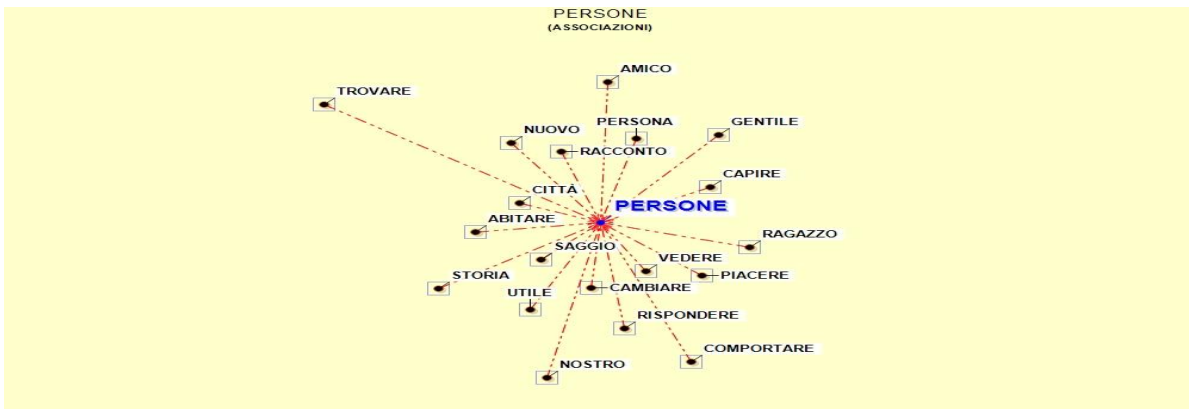 PERSONE
(ASSOCIAZIONI)
AMICO
TROVARE
PERSONA
NUOVO
GENTILE
RACCONTO
CAPIRE
CITTÀ
PERSONE
ABITARE
RAGAZZO
SAGGIO
VEDERE
STORIA
PIACERE
UTILE
CAMBIARE
RISPONDERE
COMPORTARE
NOSTRO